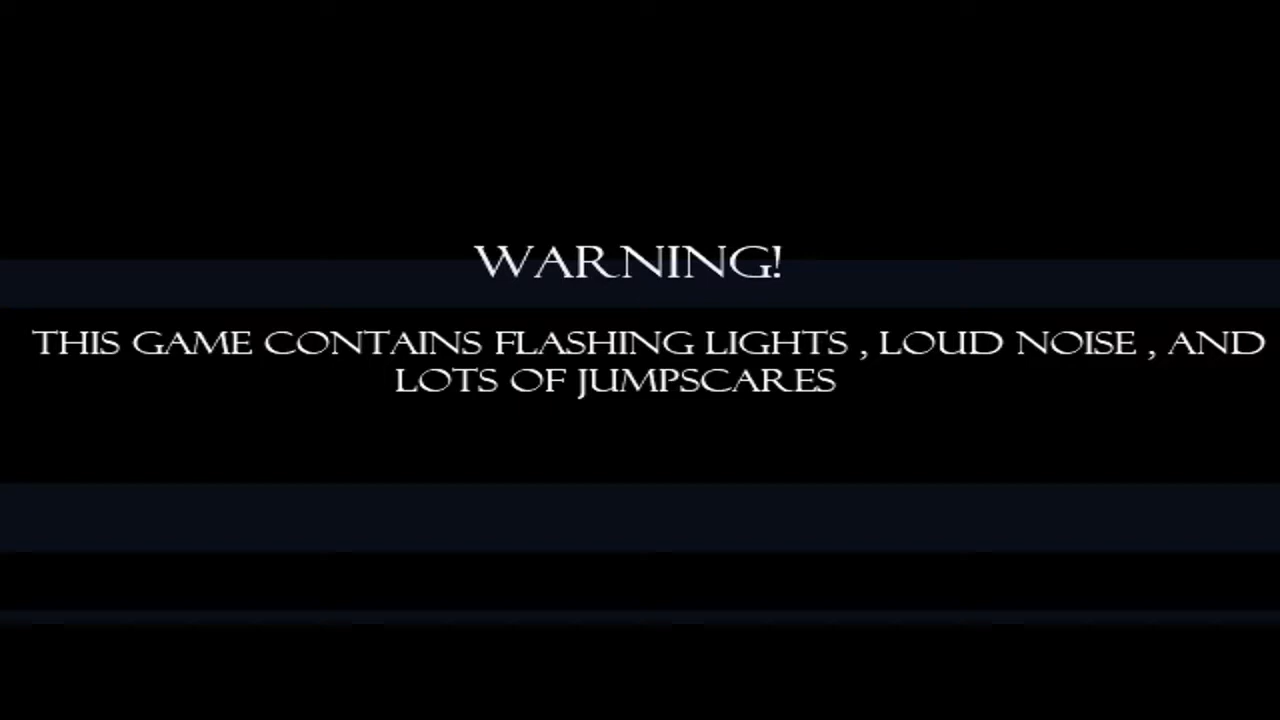 WARNING!
THIS GAME CONTAINS FLASHING LIGHTS , LOUD NOISE , AND
LOTS OF JUMPSCARES